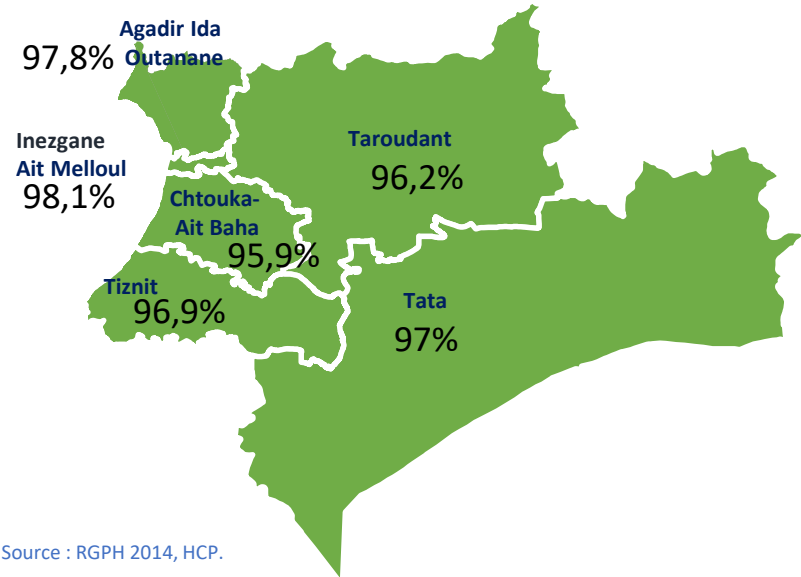 Agadir Ida
Outanane
97,8%
Inezgane
Ait Melloul
98,1%
Taroudant
96,2%
Chtouka-
Ait Baha
95,9%
Tiznit
96,9%
Tata
97%
Source : RGPH 2014, HCP.